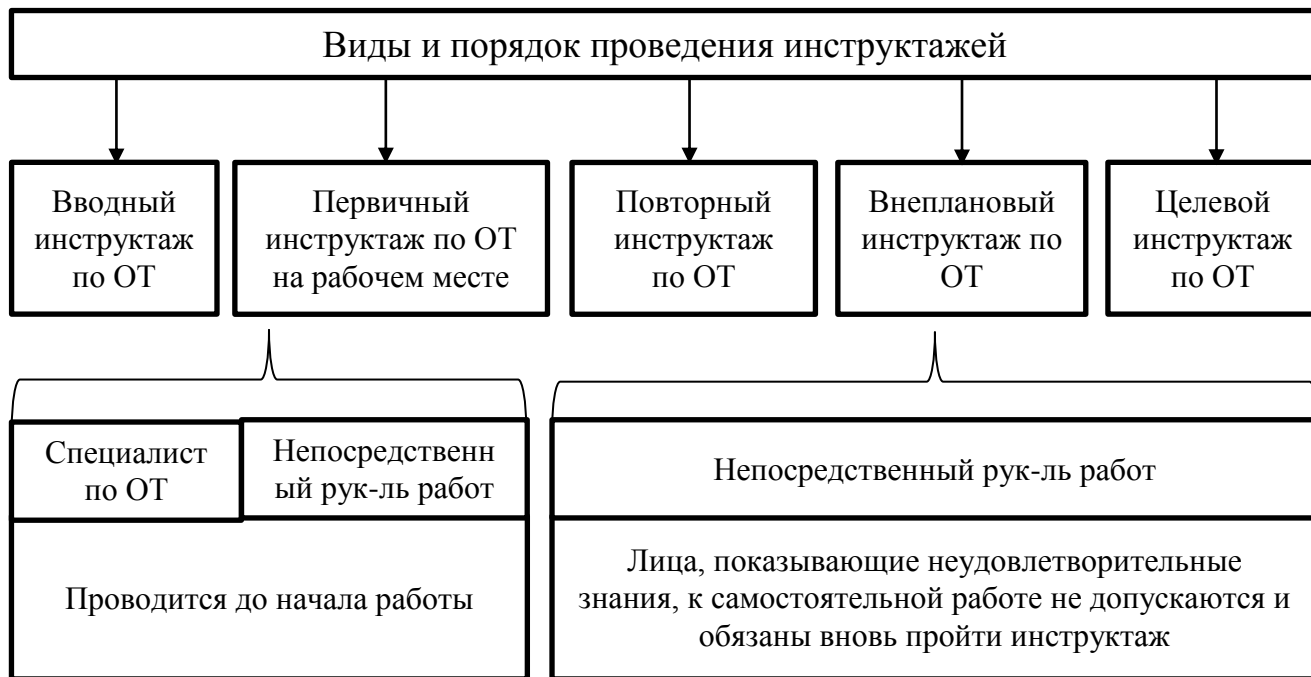 Виды и порядок проведения инструктажей
Вводный
инструктаж
по ОТ
Первичный
инструктаж по ОТ
на рабочем месте
Повторный
инструктаж
по ОТ
Внеплановый
инструктаж по
ОТ
Целевой
инструктаж
по ОТ
Специалист
по ОТ
Непосредственн
ый рук-ль работ
Непосредственный рук-ль работ
Проводится до начала работы
Лица, показывающие неудовлетворительные
знания, к самостоятельной работе не допускаются и
обязаны вновь пройти инструктаж